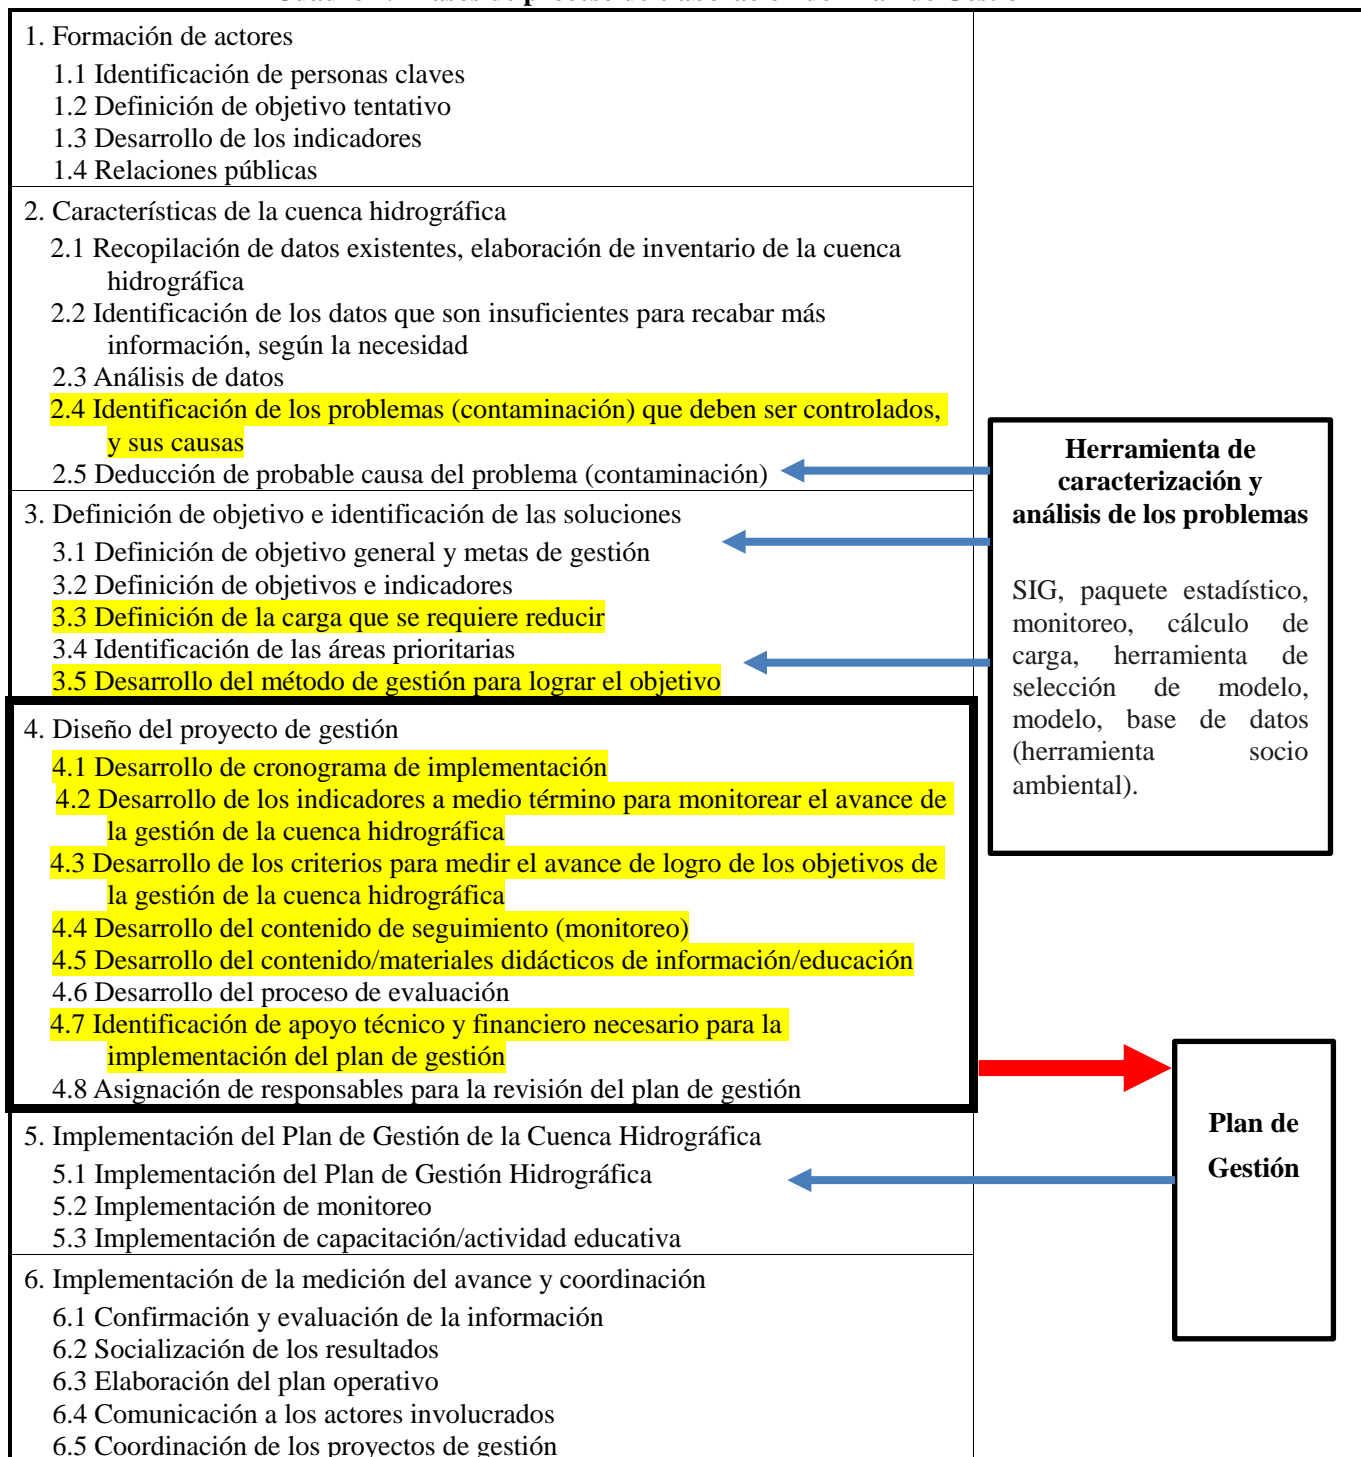 1. Formación de actores
1.1 Identificación de personas claves
1.2 Definición de objetivo tentativo
1.3 Desarrollo de los indicadores
1.4 Relaciones públicas
2. Características de la cuenca hidrográfica
2.1 Recopilación de datos existentes, elaboración de inventario de la cuenca
hidrográfica
2.2 Identificación de los datos que son insuficientes para recabar más
información, según la necesidad
2.3 Análisis de datos
2.4 Identificación de los problemas (contaminación) que deben ser controlados,
y sus causas
2.5 Deducción de probable causa del problema (contaminación)
3. Definición de objetivo e identificación de las soluciones
3.1 Definición de objetivo general y metas de gestión
3.2 Definición de objetivos e indicadores
3.3 Definición de la carga que se requiere reducir
3.4 Identificación de las áreas prioritarias
3.5 Desarrollo del método de gestión para lograr el objetivo
4. Diseño del proyecto de gestión
4.1 Desarrollo de cronograma de implementación
4.2 Desarrollo de los indicadores a medio término para monitorear el avance de
la gestión de la cuenca hidrográfica
4.3 Desarrollo de los criterios para medir el avance de logro de los objetivos de
la gestión de la cuenca hidrográfica
4.4 Desarrollo del contenido de seguimiento (monitoreo)
4.5 Desarrollo del contenido/materiales didácticos de información/educación
4.6 Desarrollo del proceso de evaluación
4.7 Identificación de apoyo técnico y financiero necesario para la
implementación del plan de gestión
4.8 Asignación de responsables para la revisión del plan de gestión
5. Implementación del Plan de Gestión de la Cuenca Hidrográfica
5.1 Implementación del Plan de Gestión Hidrográfica
5.2 Implementación de monitoreo
5.3 Implementación de capacitación/actividad educativa
6. Implementación de la medición del avance y coordinación
6.1 Confirmación y evaluación de la información
6.2 Socialización de los resultados
6.3 Elaboración del plan operativo
6.4 Comunicación a los actores involucrados
6.5 Coordinación de los proyectos de gestión
Herramienta de
caracterización y
análisis de los problemas
SIG, paquete estadístico,
monitoreo, cálculo de
carga, herramienta de
selección de modelo,
modelo, base de datos
(herramienta socio
ambiental).
Plan de
Gestión